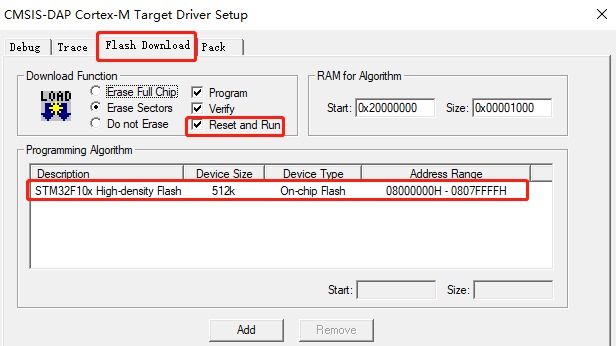 CMSIS-DAP Cortex-M Target Driver Setup
Debug Trace Flash Download Pack
Download Function
LOAD
Erase Full Chip
Erase Sectors
Do not Erase
Program
Verify
Reset and Run
RAM for Algorithm
Start: 0x20000000 Size: 0x00001000
Programming Algorithm
Description Device Size Device Type Address Range
STM32F10x High-density Flash 512k On-chip Flash 08000000H - 0807FFFFH
Start: Size:
Add Remove